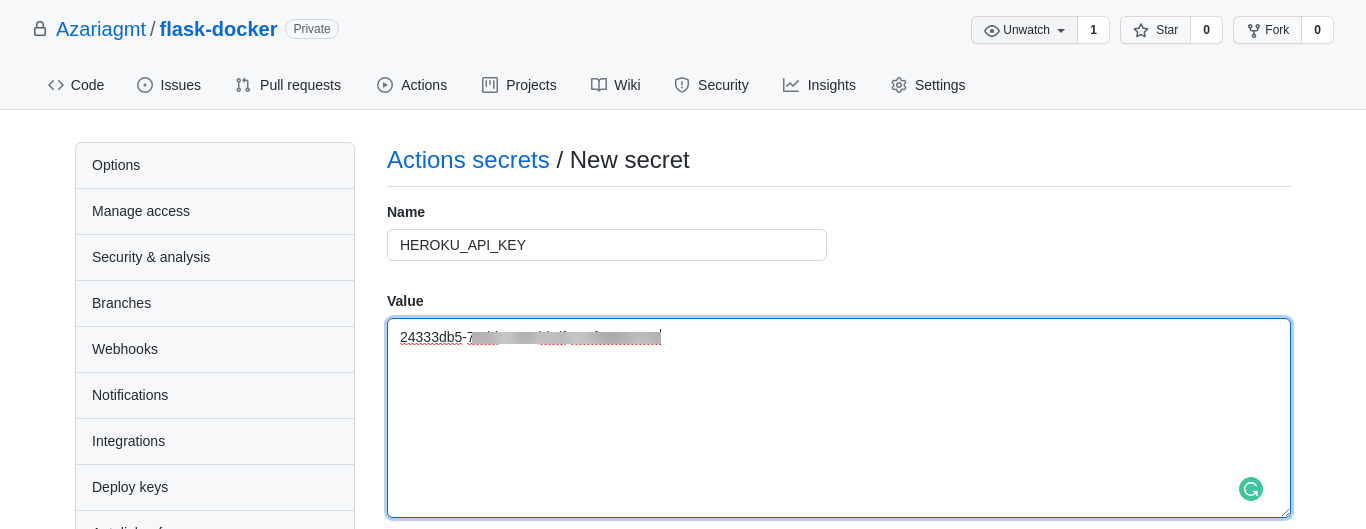 Azariagmt / flask-docker Private
Unwatch 1 Star 0 Fork 0
Code Issues Pull requests Actions Projects Wiki Security Insights Settings
Options
Manage access
Security & analysis
Branches
Webhooks
Notifications
Integrations
Deploy keys
Actions secrets / New secret
Name
HEROKU_API_KEY
Value
24333db5-7